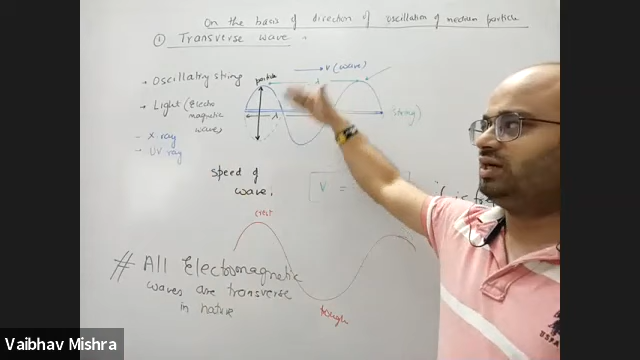 On the basis of direction of oscillation of medium particle
① Transverse wave
→ Oscillating string
→ Light (Electro
magnetic
wave)
→ X ray
→ UV ray
particle
→ V (wave)
λ
λ
(string)
speed of
wave.
V =
crest
trough
# All Electromagnetic
waves are transverse
in nature
USPA
Vaibhav Mishra